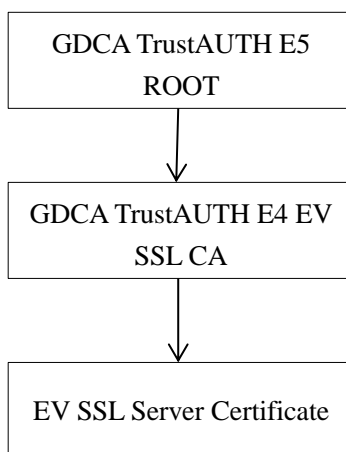 GDCA TrustAUTH E5
ROOT
GDCA TrustAUTH E4 EV
SSL CA
EV SSL Server Certificate